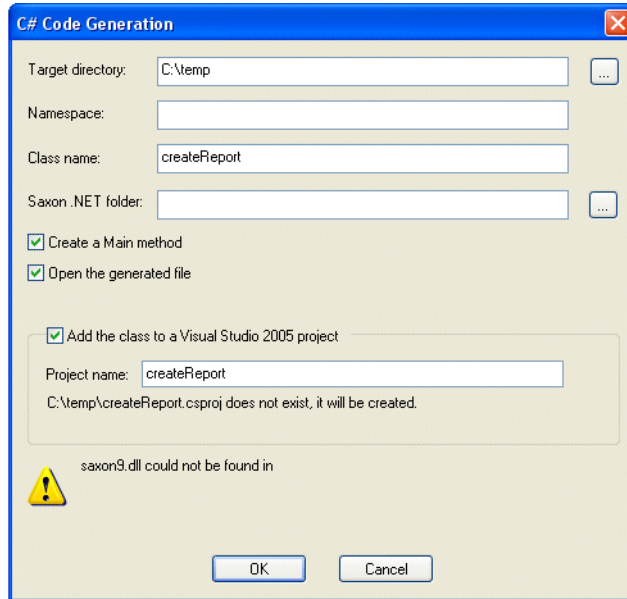 C# Code Generation
Target directory: C:\temp ...
Namespace:
Class name: createReport
Saxon .NET folder: ...
Create a Main method
Open the generated file
Add the class to a Visual Studio 2005 project
Project name: createReport
C:\temp\createReport.csproj does not exist, it will be created.
saxon9.dll could not be found in
OK Cancel